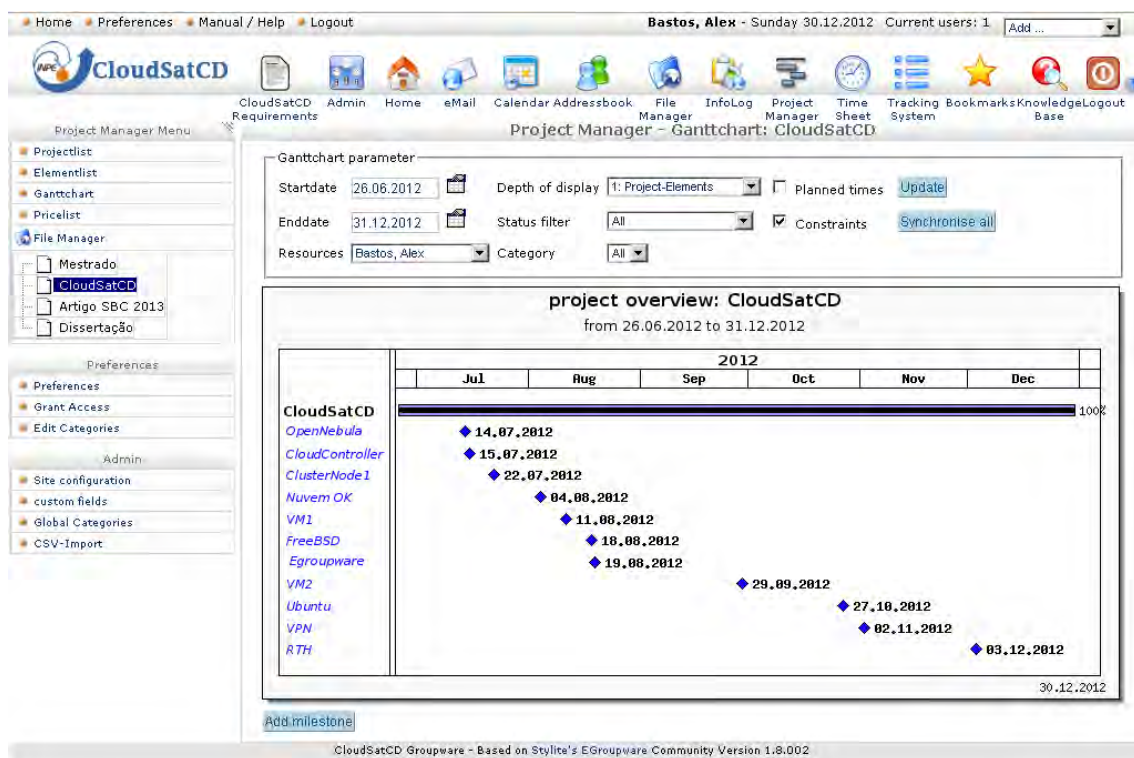 Home Preferences Manual / Help Logout Bastos, Alex - Sunday 30.12.2012 Current users: 1 Add ...
INPE CloudSatCD
CloudSatCD Requirements Admin Home eMail Calendar Addressbook File Manager InfoLog Project Manager Time Sheet Tracking System Bookmarks Knowledge Base Logout
Project Manager Menu
Projectlist
Elementlist
Ganttchart
Pricelist
File Manager
Mestrado
CloudSatCD
Artigo SBC 2013
Dissertação
Preferences
Preferences
Grant Access
Edit Categories
Admin
Site configuration
custom fields
Global Categories
CSV-Import
Project Manager - Ganttchart: CloudSatCD
Ganttchart parameter
Startdate 26.06.2012 Depth of display 1: Project-Elements Planned times Update
Enddate 31.12.2012 Status filter All Constraints Synchronise all
Resources Bastos, Alex Category All
project overview: CloudSatCD
from 26.06.2012 to 31.12.2012
2012
Jul Aug Sep Oct Nov Dec
CloudSatCD 100%
OpenNebula 14.07.2012
CloudController 15.07.2012
ClusterNode1 22.07.2012
Nuvem OK 04.08.2012
VM1 11.08.2012
FreeBSD 18.08.2012
Egroupware 19.08.2012
VM2 29.09.2012
Ubuntu 27.10.2012
VPN 02.11.2012
RTH 03.12.2012
30.12.2012
Add milestone
CloudSatCD Groupware - Based on Stylite's EGroupware Community Version 1.8.002